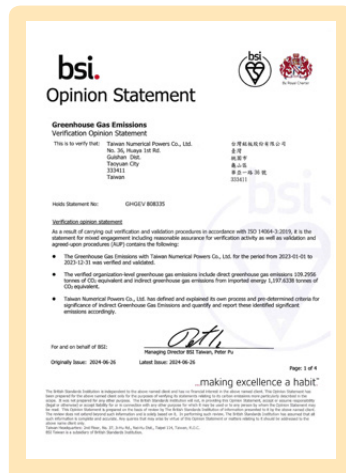 bsi.
bsi
By Royal Charter
Opinion Statement
Greenhouse Gas Emissions
Verification Opinion Statement
This is to verify that: Taiwan Numerical Powers Co., Ltd.
No. 36, Huaya 1st Rd.
Guishan Dist.
Taoyuan City
333411
Taiwan
股份有限公司
台灣
桃園市
龜山區
華亞一路 36 號
333411
Holds Statement No: GHGEV 808335
Verification opinion statement
As a result of carrying out verification and validation procedures in accordance with ISO 14064-3:2019, it is the
statement for mixed engagement including reasonable assurance for verification activity as well as validation and
agreed-upon procedures (AUP) contains the following:
● The Greenhouse Gas Emissions with Taiwan Numerical Powers Co., Ltd. for the period from 2023-01-01 to
2023-12-31 was verified and validated.
● The verified organization-level greenhouse gas emissions include direct greenhouse gas emissions 109.2956
tonnes of CO₂ equivalent and indirect greenhouse gas emissions from imported energy 1,197.6338 tonnes of
CO₂ equivalent.
● Taiwan Numerical Powers Co., Ltd. has defined and explained its own process and pre-determined criteria for
significance of indirect Greenhouse Gas Emissions and quantify and report these identified significant
emissions accordingly.
For and on behalf of BSI:
Managing Director BSI Taiwan, Peter Pu
Originally Issue: 2024-06-26 Latest Issue: 2024-06-26
Page: 1 of 4
...making excellence a habit.™